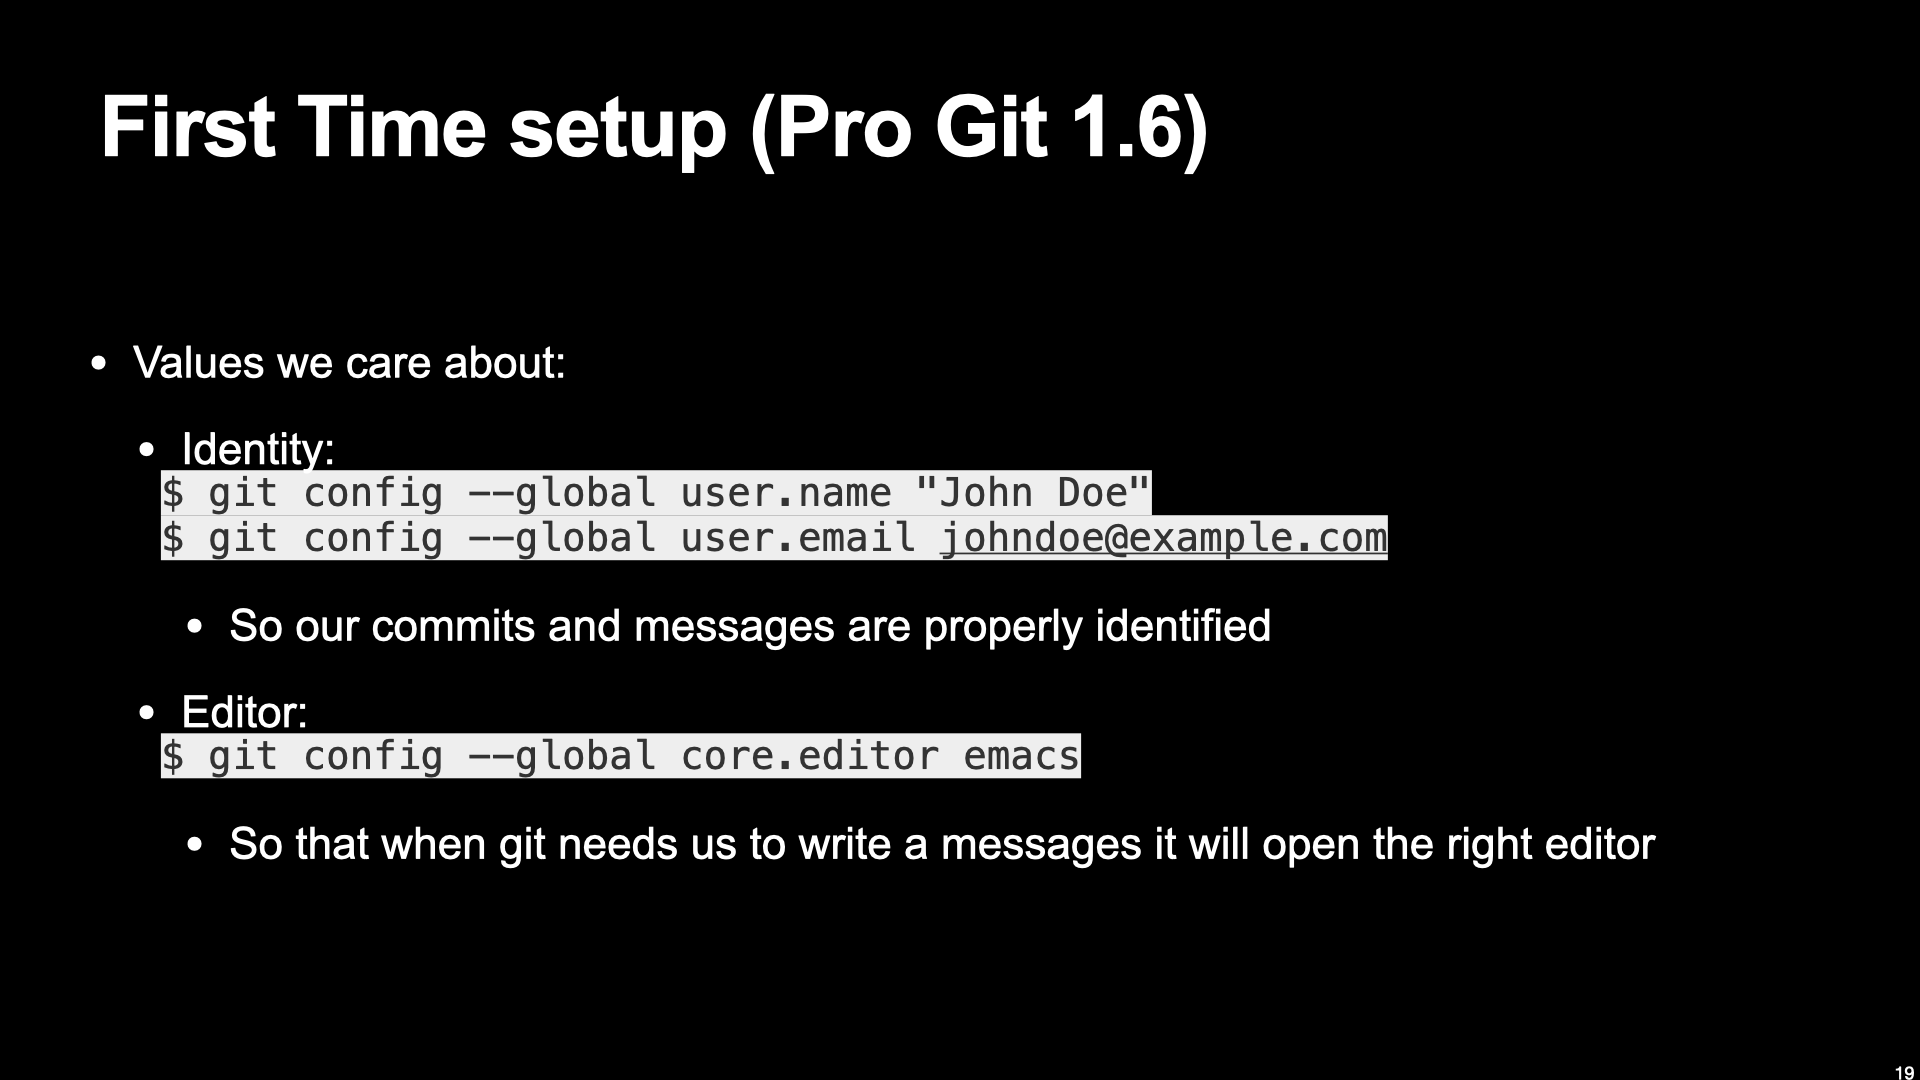 First Time setup (Pro Git 1.6)
• Values we care about:
• Identity:
$ git config --global user.name "John Doe"
$ git config --global user.email johndoe@example.com
• So our commits and messages are properly identified
• Editor:
$ git config --global core.editor emacs
• So that when git needs us to write a messages it will open the right editor
19